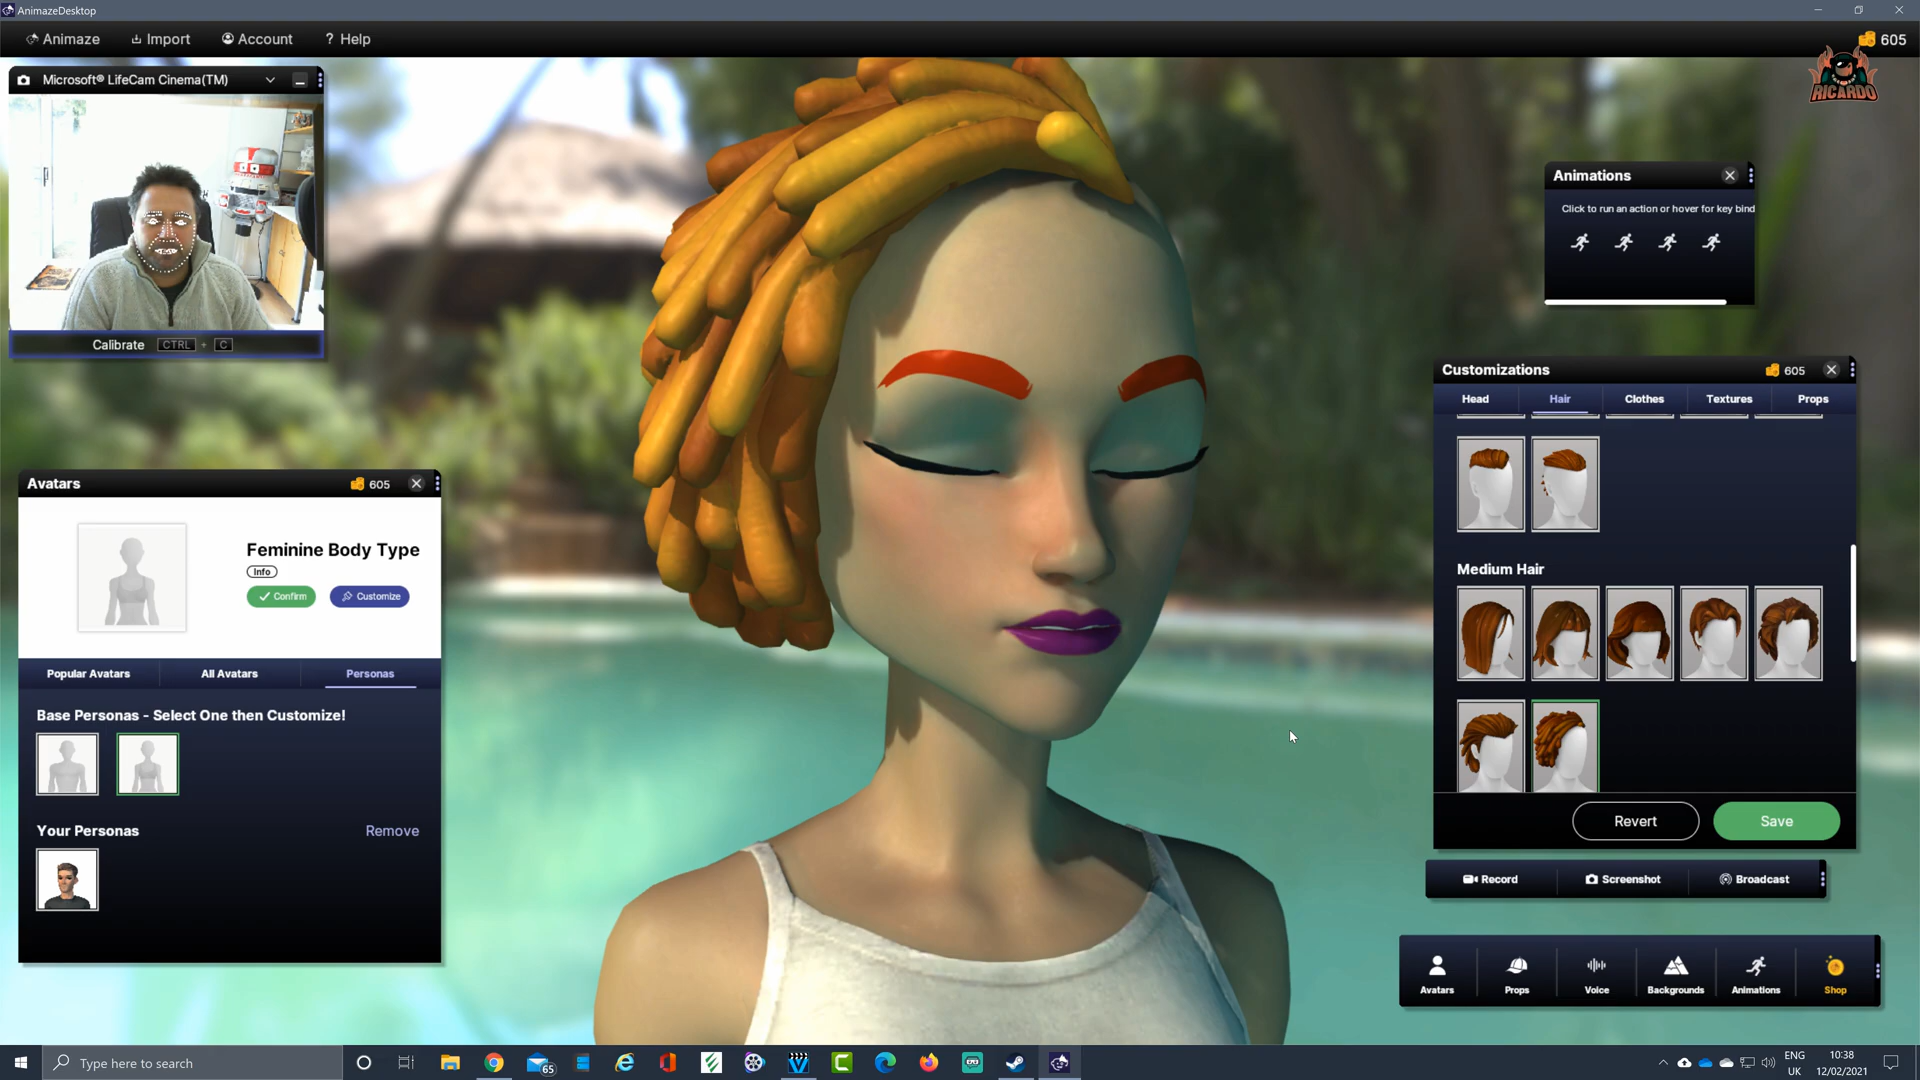 AnimazeDesktop
Animaze
Import
Account
? Help
605
RICARDO
Microsoft® LifeCam Cinema(TM)
Calibrate CTRL + C
Animations
Click to run an action or hover for key bind
Customizations
605
Head
Hair
Clothes
Textures
Props
Medium Hair
Revert
Save
Record
Screenshot
Broadcast
Avatars
605
Feminine Body Type
Info
Confirm
Customize
Popular Avatars
All Avatars
Personas
Base Personas - Select One then Customize!
Your Personas
Remove
Avatars
Props
Voice
Backgrounds
Animations
Shop
Type here to search
65
ENG
UK
10:38
12/02/2021